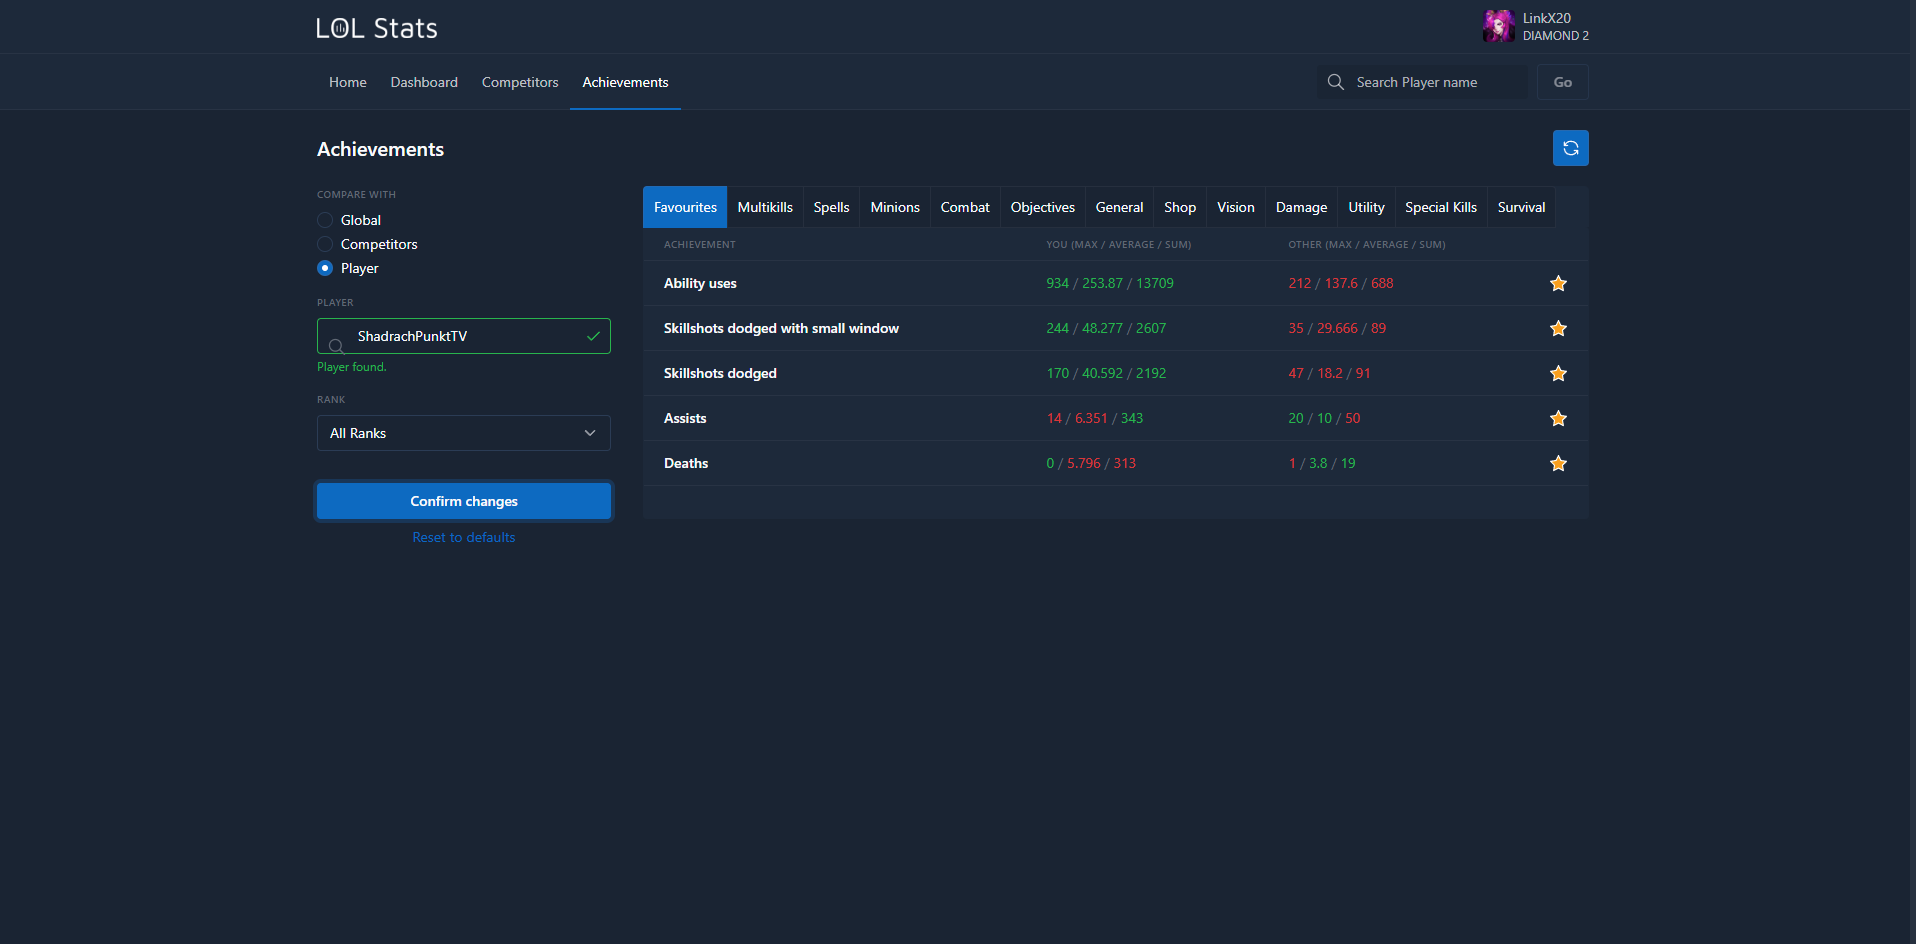 LOL Stats
LinkX20
DIAMOND 2
Home Dashboard Competitors Achievements Search Player name Go
Achievements
COMPARE WITH
Global
Competitors
Player
PLAYER
ShadrachPunktTV
Player found.
RANK
All Ranks
Confirm changes
Reset to defaults
Favourites Multikills Spells Minions Combat Objectives General Shop Vision Damage Utility Special Kills Survival
ACHIEVEMENT YOU (MAX / AVERAGE / SUM) OTHER (MAX / AVERAGE / SUM)
Ability uses 934 / 253.87 / 13709 212 / 137.6 / 688
Skillshots dodged with small window 244 / 48.277 / 2607 35 / 29.666 / 89
Skillshots dodged 170 / 40.592 / 2192 47 / 18.2 / 91
Assists 14 / 6.351 / 343 20 / 10 / 50
Deaths 0 / 5.796 / 313 1 / 3.8 / 19